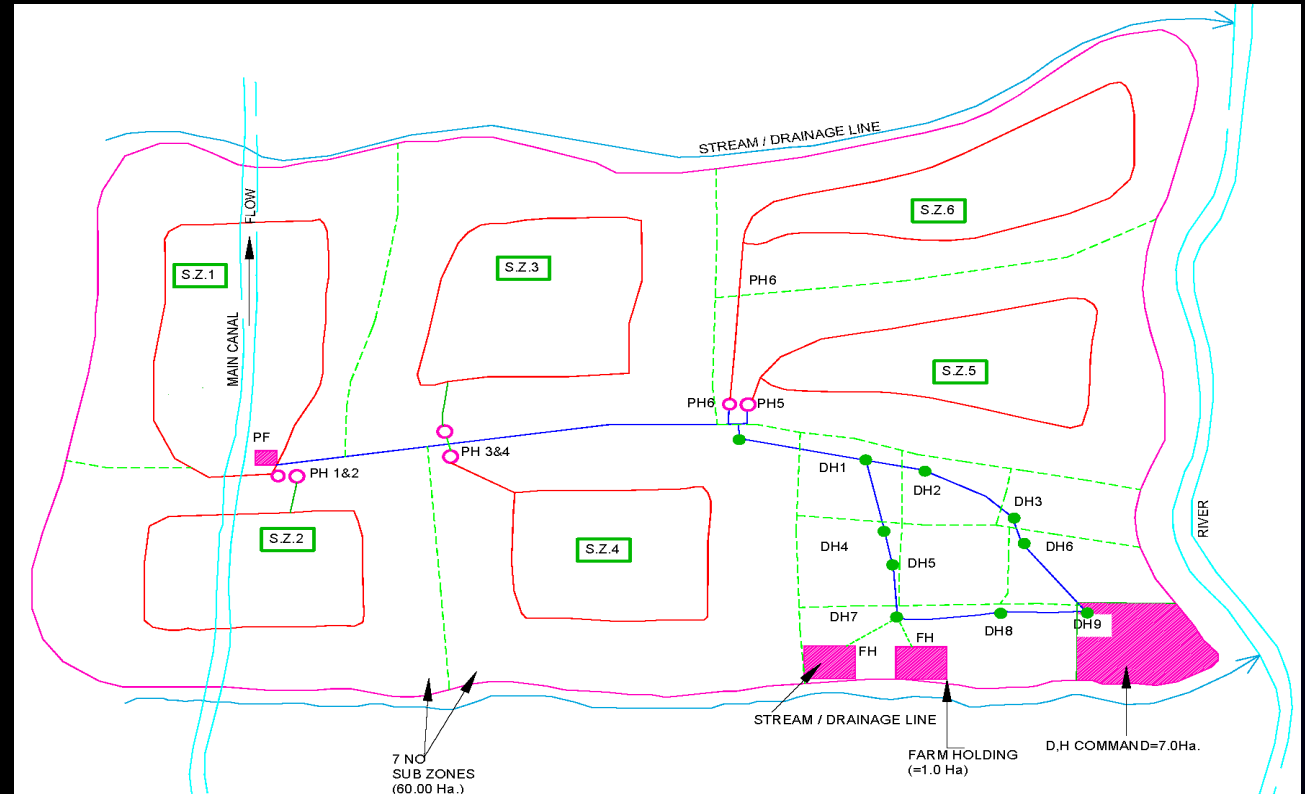 STREAM / DRAINAGE LINE
FLOW
MAIN CANAL
S.Z.1
S.Z.3
S.Z.6
PH6
S.Z.5
PH6
PH5
PF
PH 1&2
PH 3&4
S.Z.2
S.Z.4
DH1
DH2
DH3
DH4
DH5
DH6
RIVER
DH7
DH8
DH9
FH
FH
STREAM / DRAINAGE LINE
7 NO
SUB ZONES
(60.00 Ha.)
FARM HOLDING
(=1.0 Ha)
D,H COMMAND=7.0Ha.